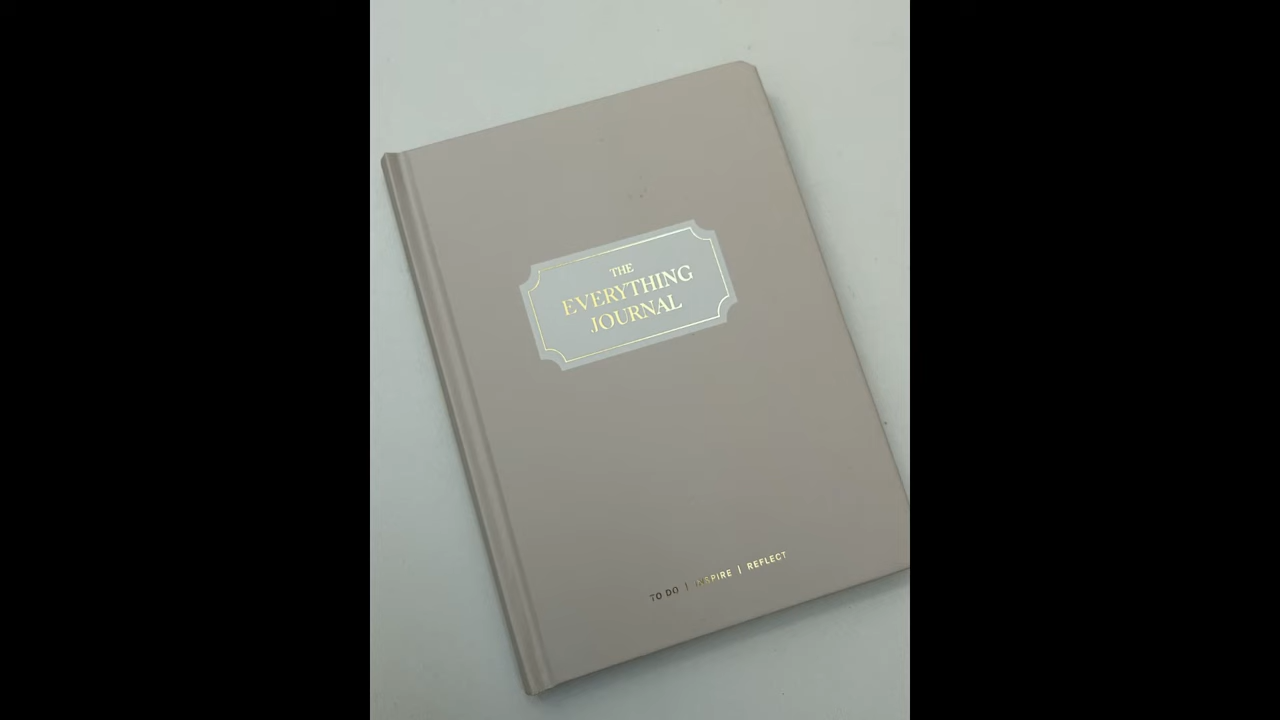 THE
EVERYTHING
JOURNAL
TO DO | INSPIRE | REFLECT